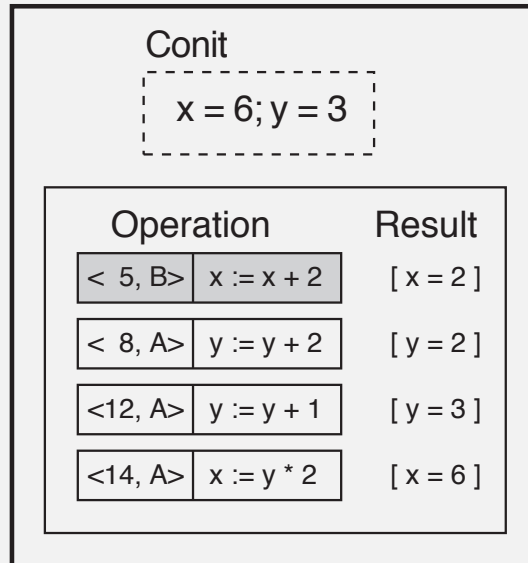 Conit
x = 6; y = 3
Operation Result
< 5, B> x := x + 2 [ x = 2 ]
< 8, A> y := y + 2 [ y = 2 ]
<12, A> y := y + 1 [ y = 3 ]
<14, A> x := y * 2 [ x = 6 ]